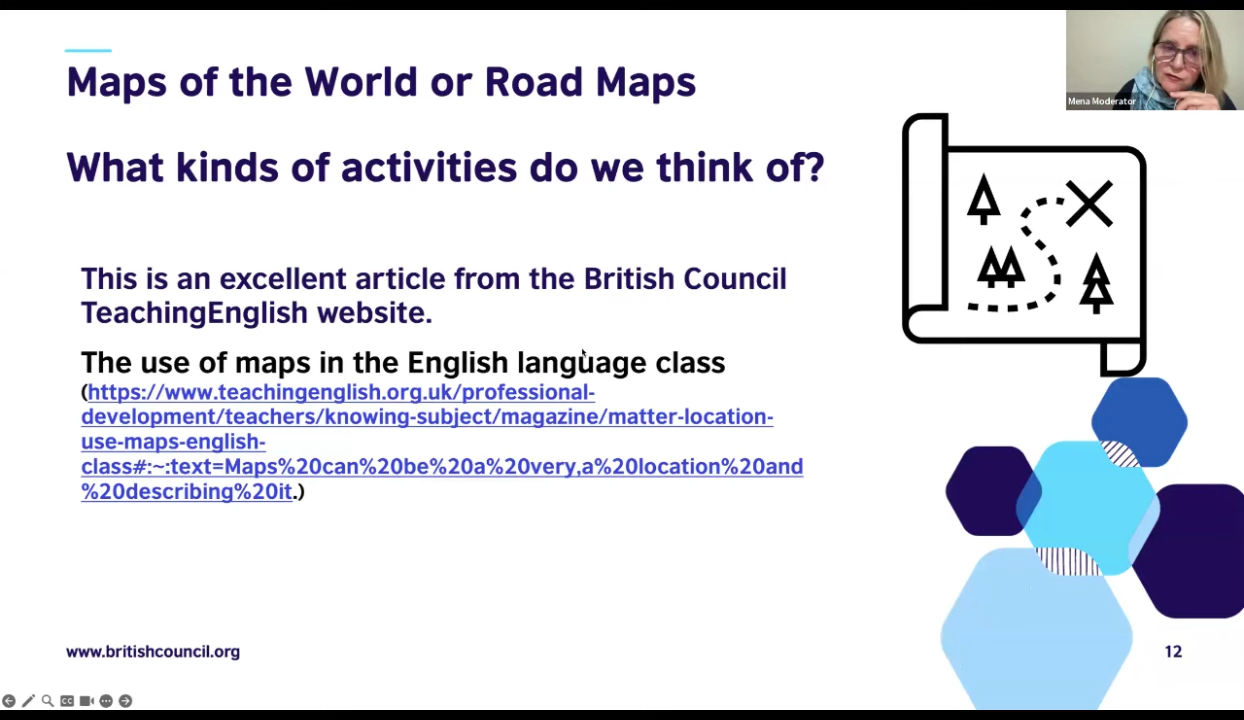 Maps of the World or Road Maps
Mena Moderator
What kinds of activities do we think of?
This is an excellent article from the British Council
TeachingEnglish website.
The use of maps in the English language class
(https://www.teachingenglish.org.uk/professional-
development/teachers/knowing-subject/magazine/matter-location-
use-maps-english-
class#:~:text=Maps%20can%20be%20a%20very,a%20location%20and
%20describing%20it.)
www.britishcouncil.org
12
CC